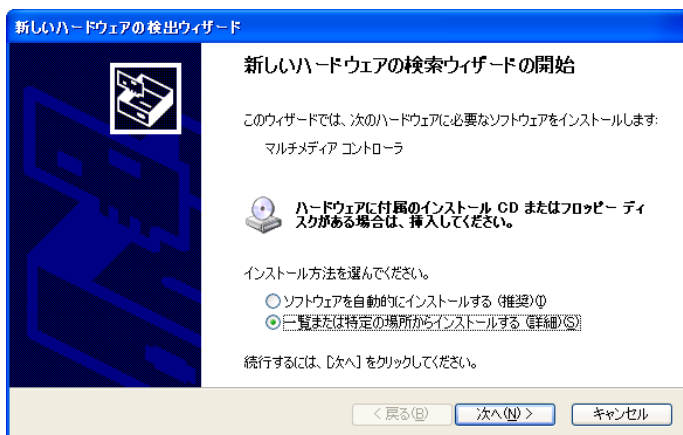 新しいハードウェアの検出ウィザード
新しいハードウェアの検索ウィザードの開始
このウィザードでは、次のハードウェアに必要なソフトウェアをインストールします:
マルチメディア コントローラ
ハードウェアに付属のインストール CD またはフロッピー ディ
スクがある場合は、挿入してください。
インストール方法を選んでください。
ソフトウェアを自動的にインストールする (推奨)(I)
一覧または特定の場所からインストールする (詳細)(S)
続行するには、[次へ] をクリックしてください。
< 戻る(B) 次へ(N) > キャンセル